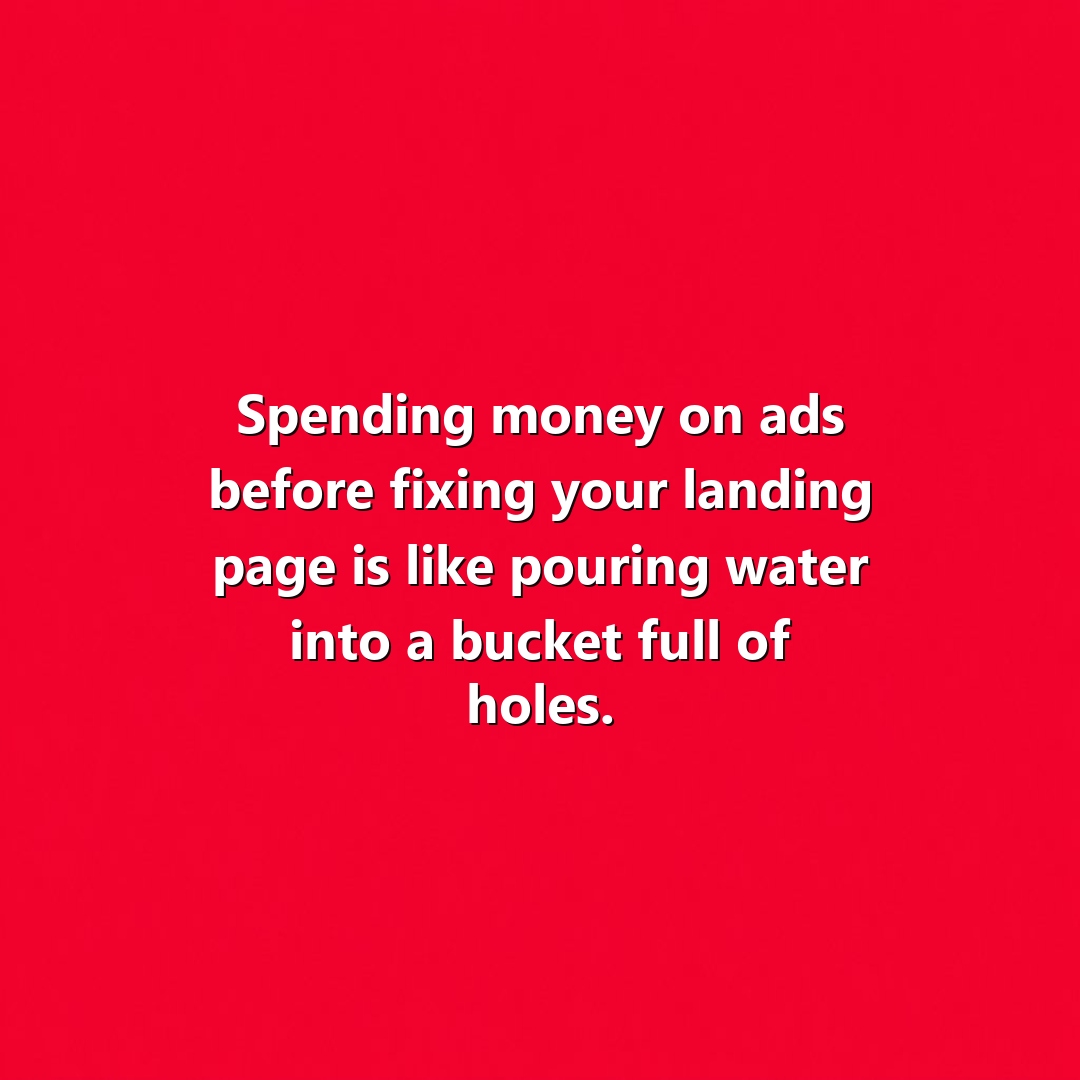 Spending money on ads
before fixing your landing
page is like pouring water
into a bucket full of
holes.